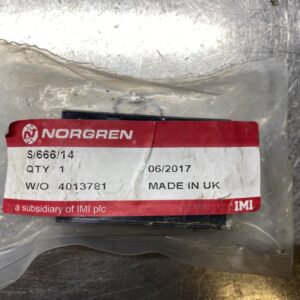 NORGREN
S/666/14
QTY 1 06/2017
W/O 4013781 MADE IN UK
a subsidiary of IMI plc IMI